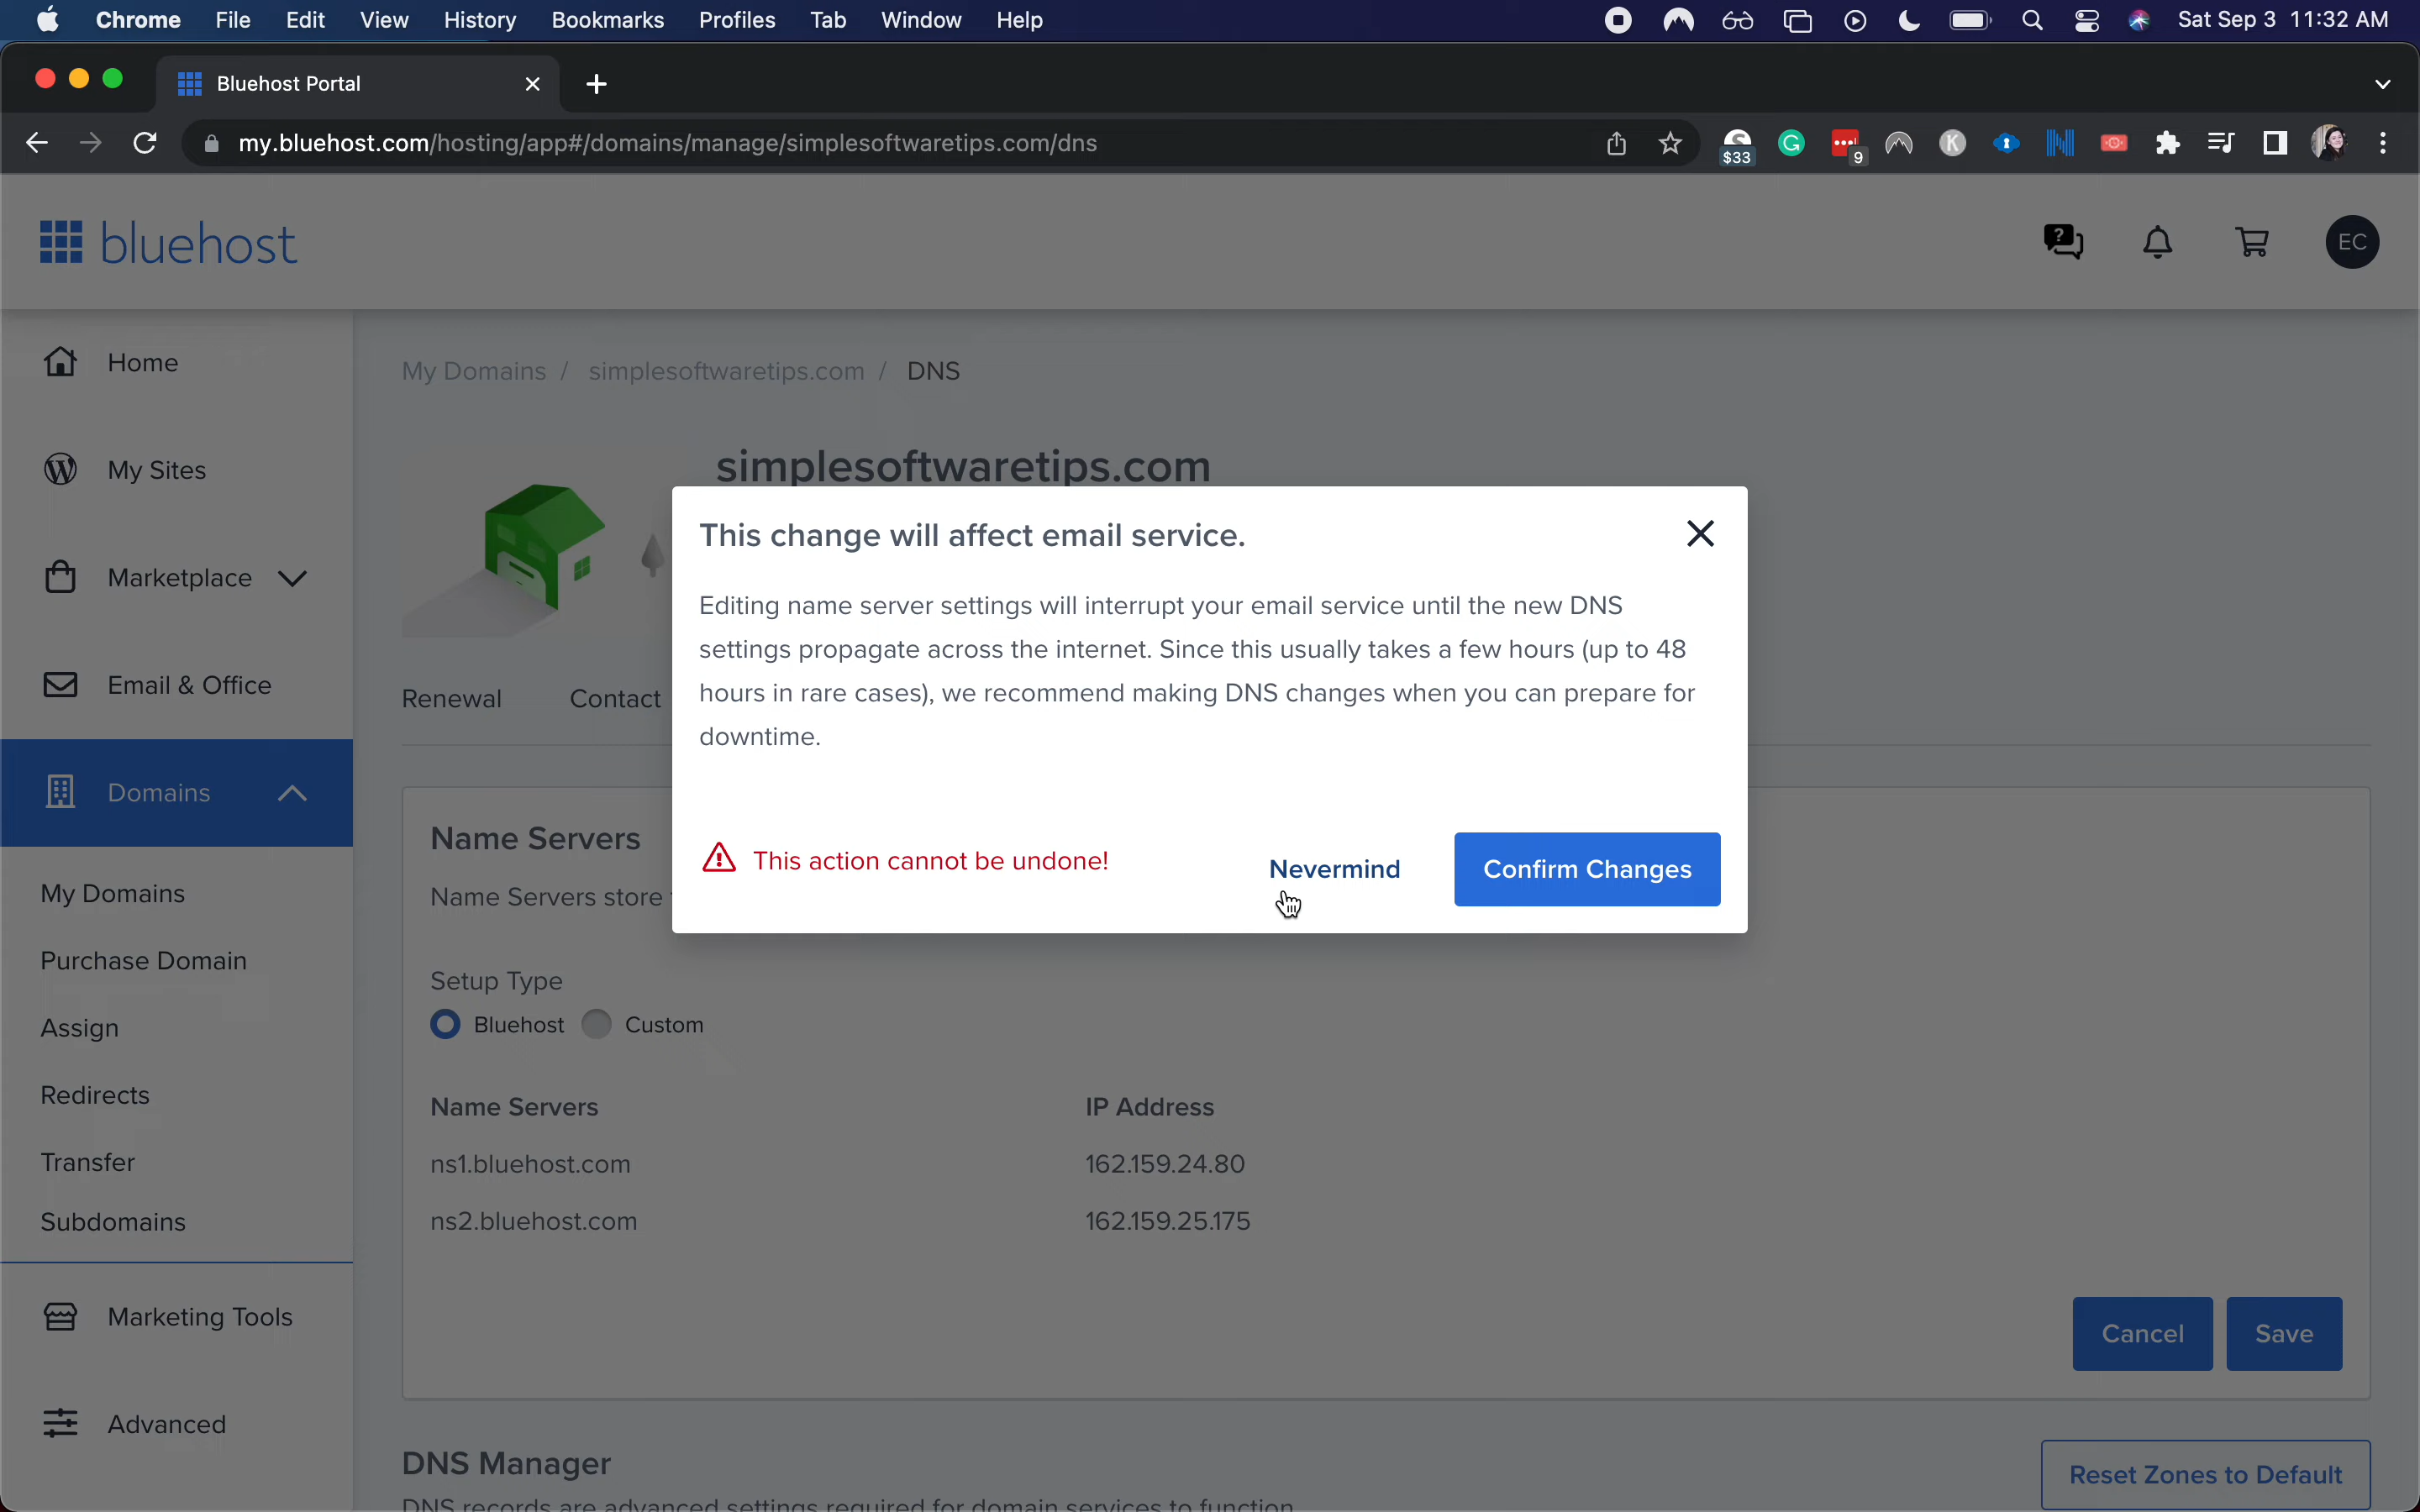 Chrome File Edit View History Bookmarks Profiles Tab Window Help Sat Sep 3 11:32 AM
Bluehost Portal
my.bluehost.com/hosting/app#/domains/manage/simplesoftwaretips.com/dns
$33
9
K
bluehost
EC
Home
My Sites
Marketplace
Email & Office
Domains
My Domains
Purchase Domain
Assign
Redirects
Transfer
Subdomains
Marketing Tools
Advanced
My Domains / simplesoftwaretips.com / DNS
simplesoftwaretips.com
Renewal Contact
This change will affect email service.
Editing name server settings will interrupt your email service until the new DNS
settings propagate across the internet. Since this usually takes a few hours (up to 48
hours in rare cases), we recommend making DNS changes when you can prepare for
downtime.
This action cannot be undone!
Nevermind
Confirm Changes
Name Servers
Name Servers store
Setup Type
Bluehost Custom
Name Servers IP Address
ns1.bluehost.com 162.159.24.80
ns2.bluehost.com 162.159.25.175
Cancel Save
DNS Manager
Reset Zones to Default
DNS records are advanced settings required for domain services to function